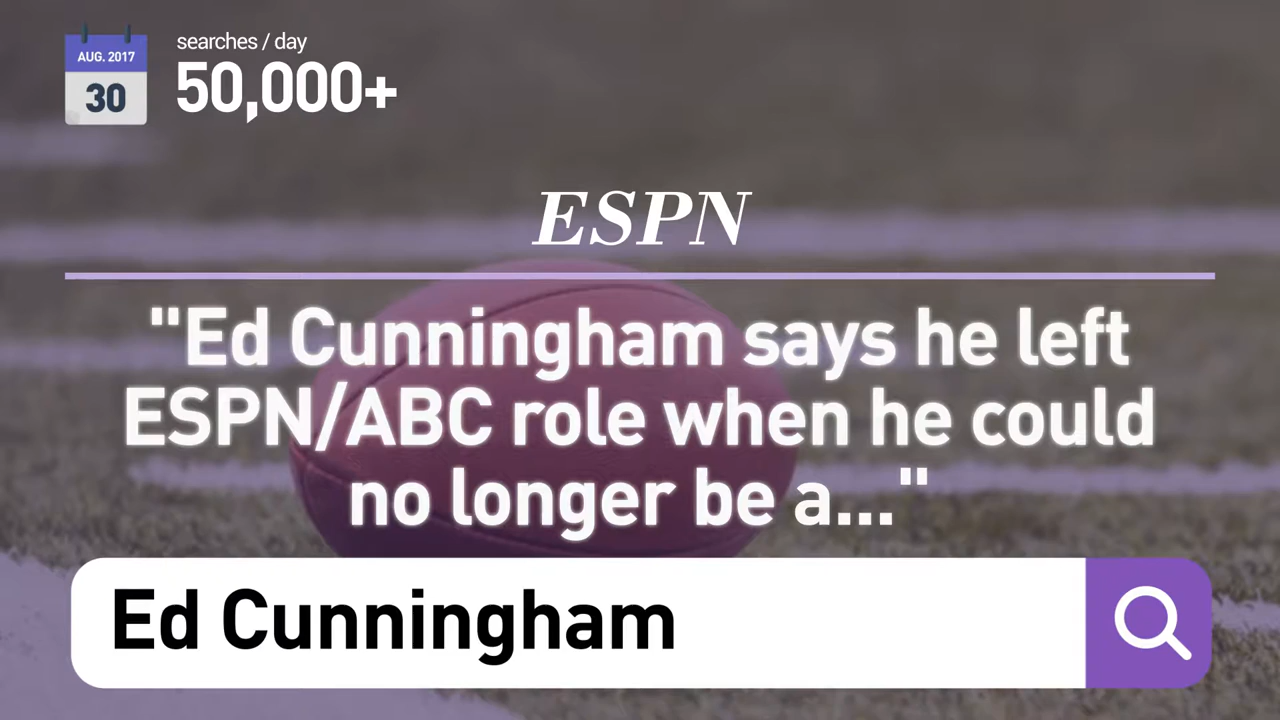 AUG. 2017
30
searches / day
50,000+
ESPN
"Ed Cunningham says he left
ESPN/ABC role when he could
no longer be a..."
Ed Cunningham